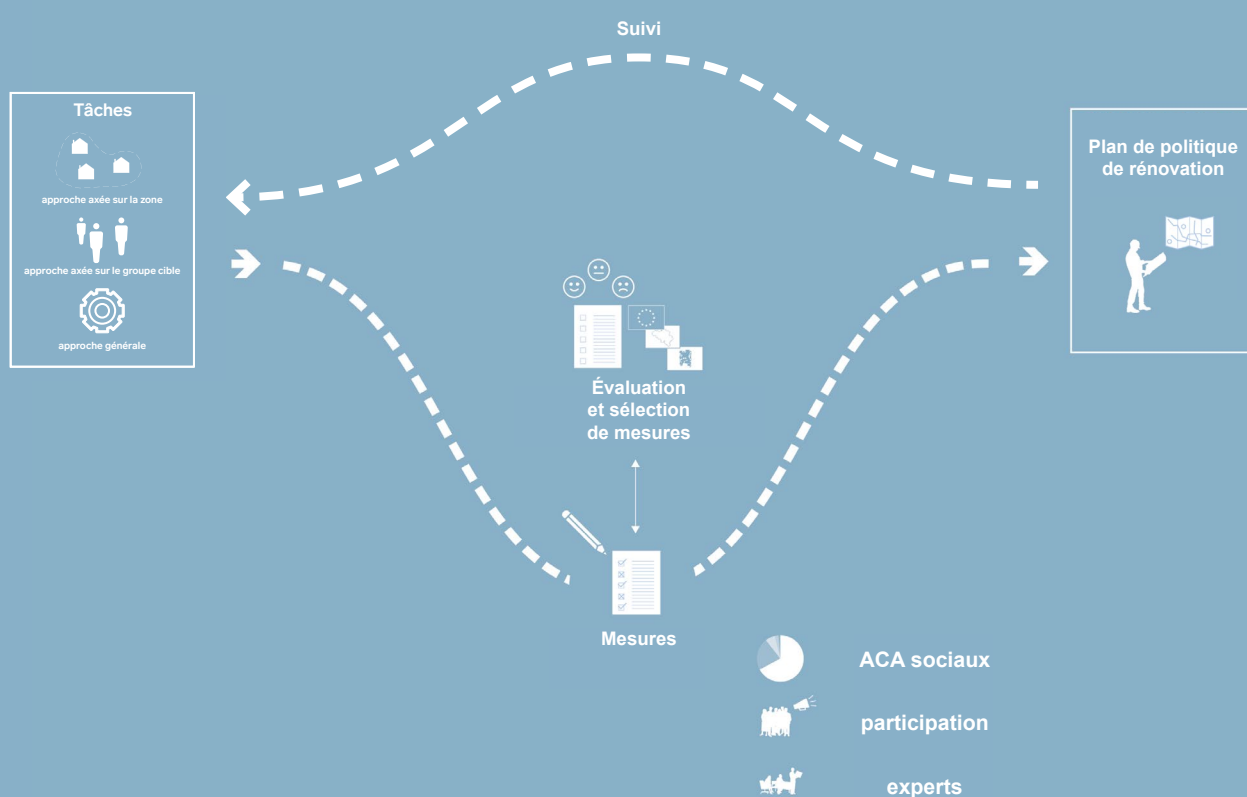 Suivi
Tâches
approche axée sur la zone
approche axée sur le groupe cible
approche générale
Plan de politique
de rénovation
Évaluation
et sélection
de mesures
Mesures
ACA sociaux
participation
experts